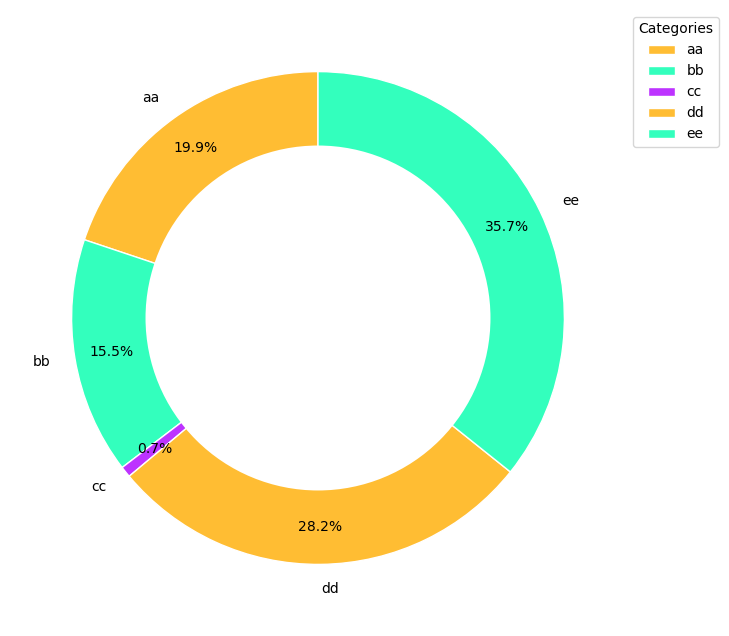 Categories
aa
bb
cc
dd
ee
aa
19.9%
35.7%
ee
15.5%
bb
0.7%
cc
28.2%
dd